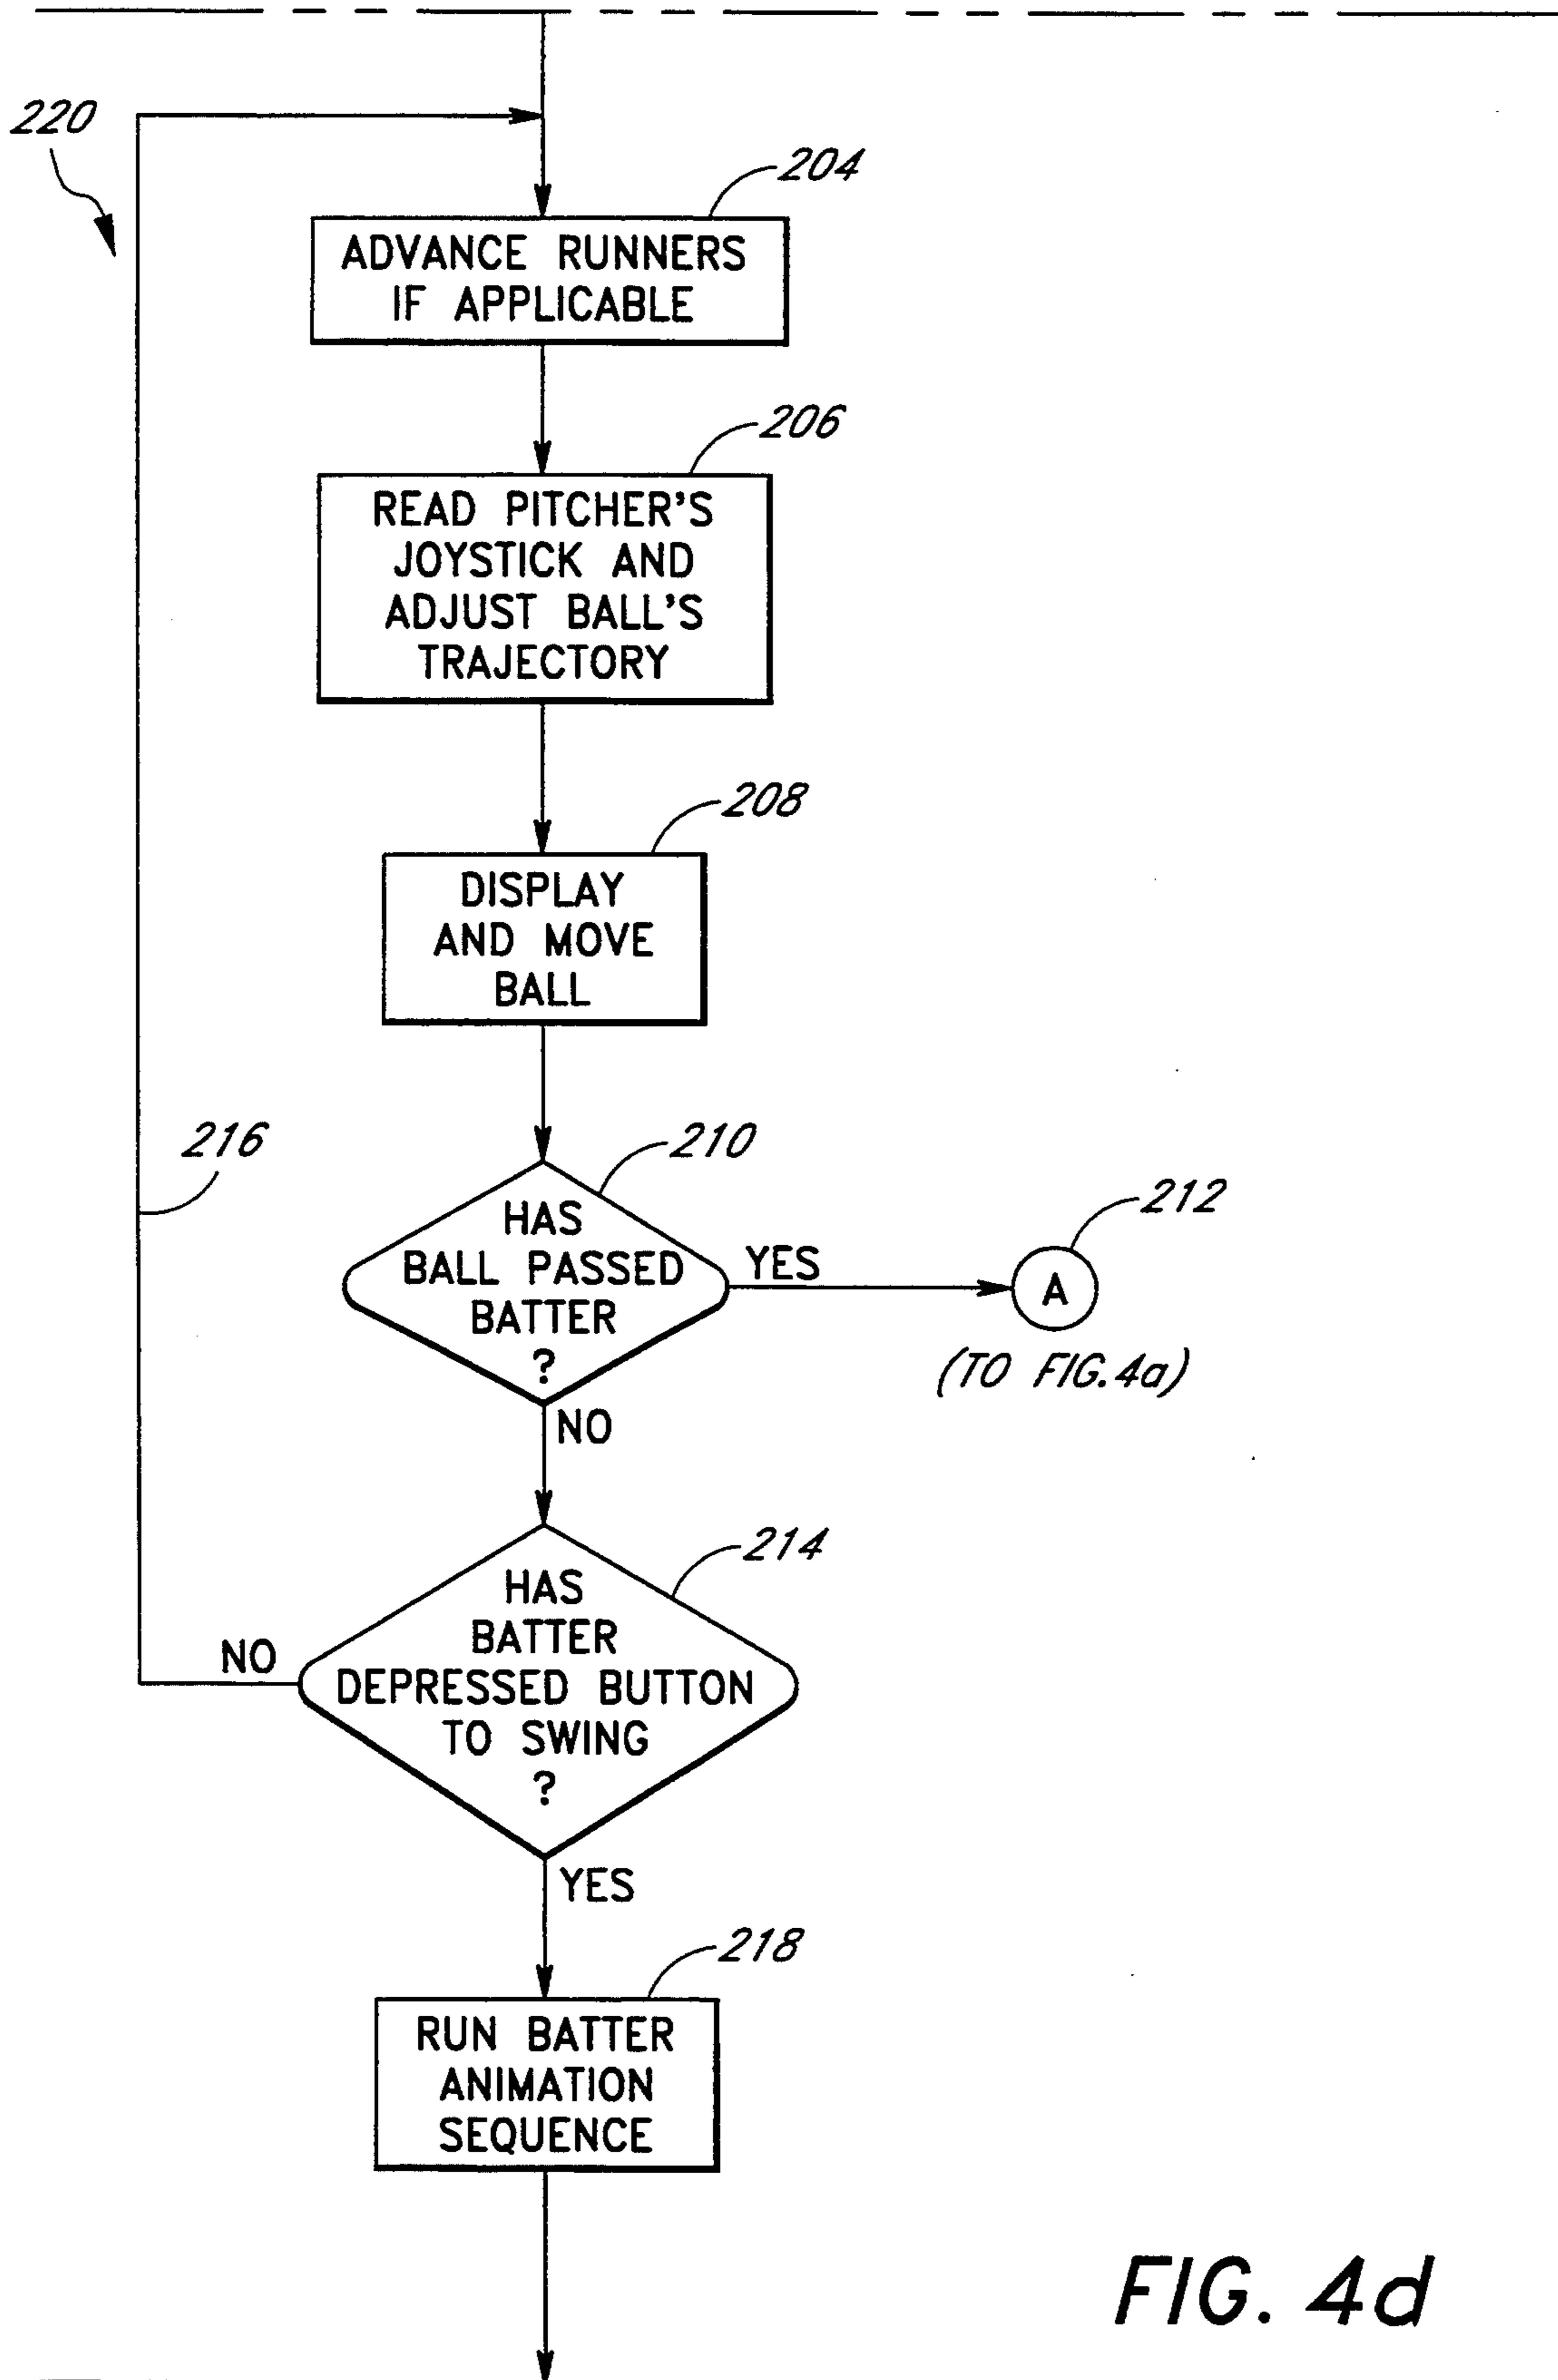 220
204
ADVANCE RUNNERS
IF APPLICABLE
206
READ PITCHER'S
JOYSTICK AND
ADJUST BALL'S
TRAJECTORY
208
DISPLAY
AND MOVE
BALL
216
210
HAS
BALL PASSED
BATTER
?
YES
212
A
(TO FIG.4a)
NO
214
HAS
BATTER
DEPRESSED BUTTON
TO SWING
?
NO
YES
218
RUN BATTER
ANIMATION
SEQUENCE
FIG. 4d